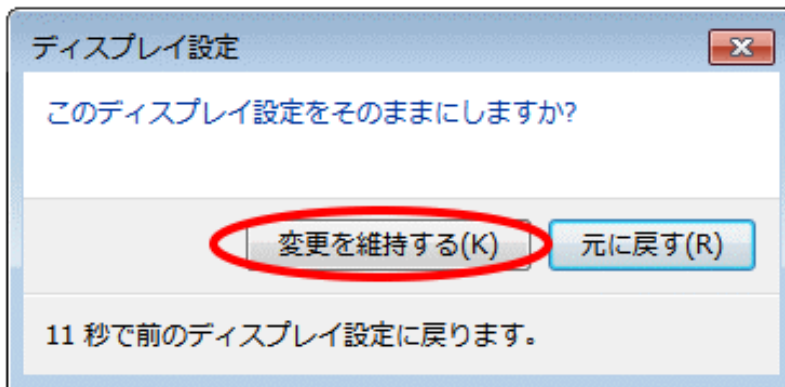 ディスプレイ設定
このディスプレイ設定をそのままにしますか?
変更を維持する(K)
元に戻す(R)
11 秒で前のディスプレイ設定に戻ります。